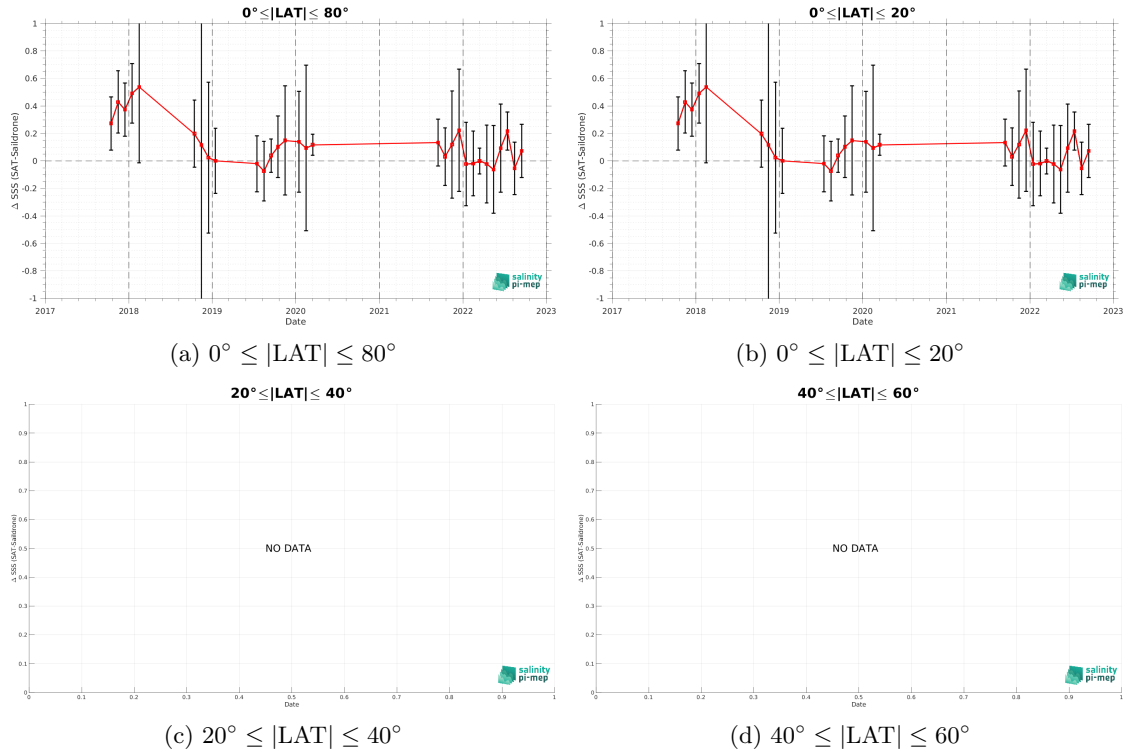 0°≤|LAT|≤ 80°
Δ SSS (SAT-Saildrone)
1
0.8
0.6
0.4
0.2
0
-0.2
-0.4
-0.6
-0.8
-1
2017 2018 2019 2020 2021 2022 2023
Date
salinity
pi-mep
(a) 0° ≤ |LAT| ≤ 80°
0°≤|LAT|≤ 20°
Δ SSS (SAT-Saildrone)
1
0.8
0.6
0.4
0.2
0
-0.2
-0.4
-0.6
-0.8
-1
2017 2018 2019 2020 2021 2022 2023
Date
salinity
pi-mep
(b) 0° ≤ |LAT| ≤ 20°
20°≤|LAT|≤ 40°
Δ SSS (SAT-Saildrone)
1
0.9
0.8
0.7
0.6
0.5
0.4
0.3
0.2
0.1
0
NO DATA
0 0.1 0.2 0.3 0.4 0.5 0.6 0.7 0.8 0.9 1
Date
salinity
pi-mep
(c) 20° ≤ |LAT| ≤ 40°
40°≤|LAT|≤ 60°
Δ SSS (SAT-Saildrone)
1
0.9
0.8
0.7
0.6
0.5
0.4
0.3
0.2
0.1
0
NO DATA
0 0.1 0.2 0.3 0.4 0.5 0.6 0.7 0.8 0.9 1
Date
salinity
pi-mep
(d) 40° ≤ |LAT| ≤ 60°